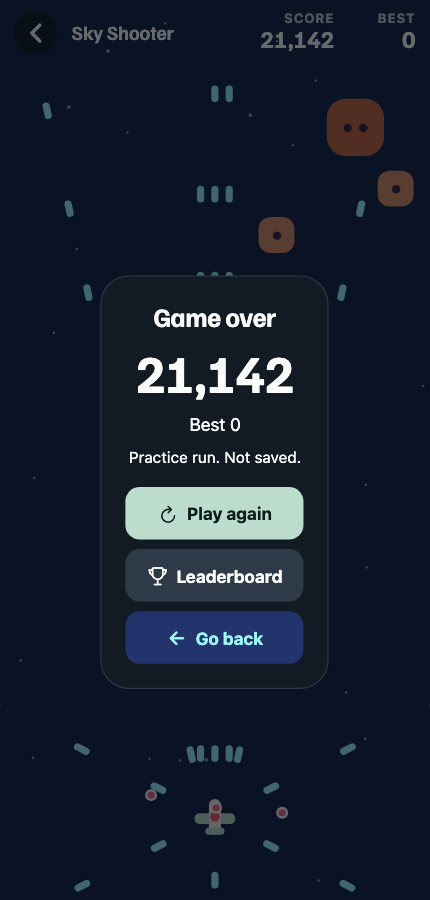 Sky Shooter
SCORE
21,142
BEST
0
Game over
21,142
Best 0
Practice run. Not saved.
Play again
Leaderboard
Go back